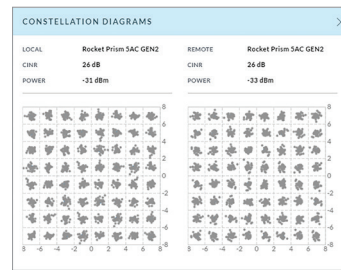 CONSTELLATION DIAGRAMS
LOCAL Rocket Prism 5AC GEN2 REMOTE Rocket Prism 5AC GEN2
CINR 26 dB CINR 26 dB
POWER -31 dBm POWER -33 dBm
8 8
6 6
4 4
2 2
0 0
-2 -2
-4 -4
-6 -6
-8 -8
8 -6 -4 -2 0 2 4 6 8 8 -6 -4 -2 0 2 4 6 8